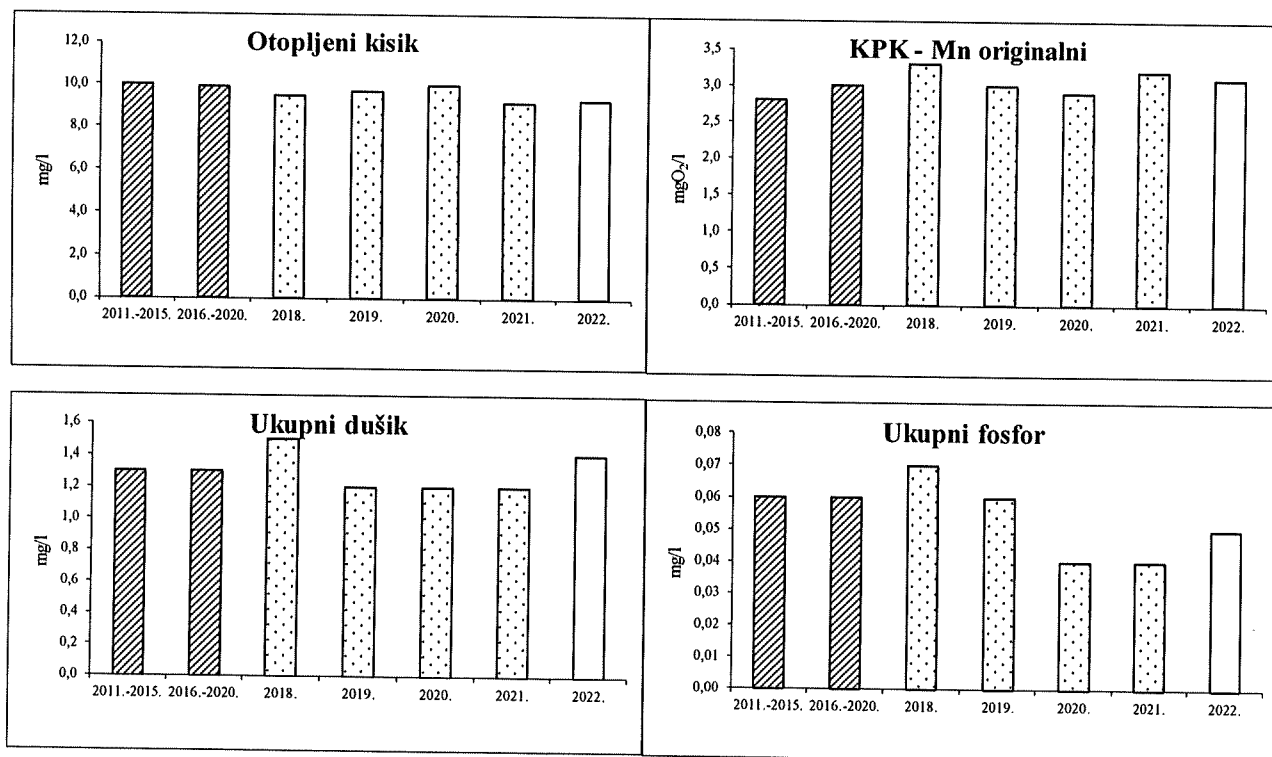 Otopljeni kisik
12,0
10,0
8,0
6,0
4,0
2,0
0,0
mg/l
2011.-2015. 2016.-2020. 2018. 2019. 2020. 2021. 2022.
KPK - Mn originalni
3,5
3,0
2,5
2,0
1,5
1,0
0,5
0,0
mgO₂/l
2011.-2015. 2016.-2020. 2018. 2019. 2020. 2021. 2022.
Ukupni dušik
1,6
1,4
1,2
1,0
0,8
0,6
0,4
0,2
0,0
mg/l
2011.-2015. 2016.-2020. 2018. 2019. 2020. 2021. 2022.
Ukupni fosfor
0,08
0,07
0,06
0,05
0,04
0,03
0,02
0,01
0,00
mg/l
2011.-2015. 2016.-2020. 2018. 2019. 2020. 2021. 2022.